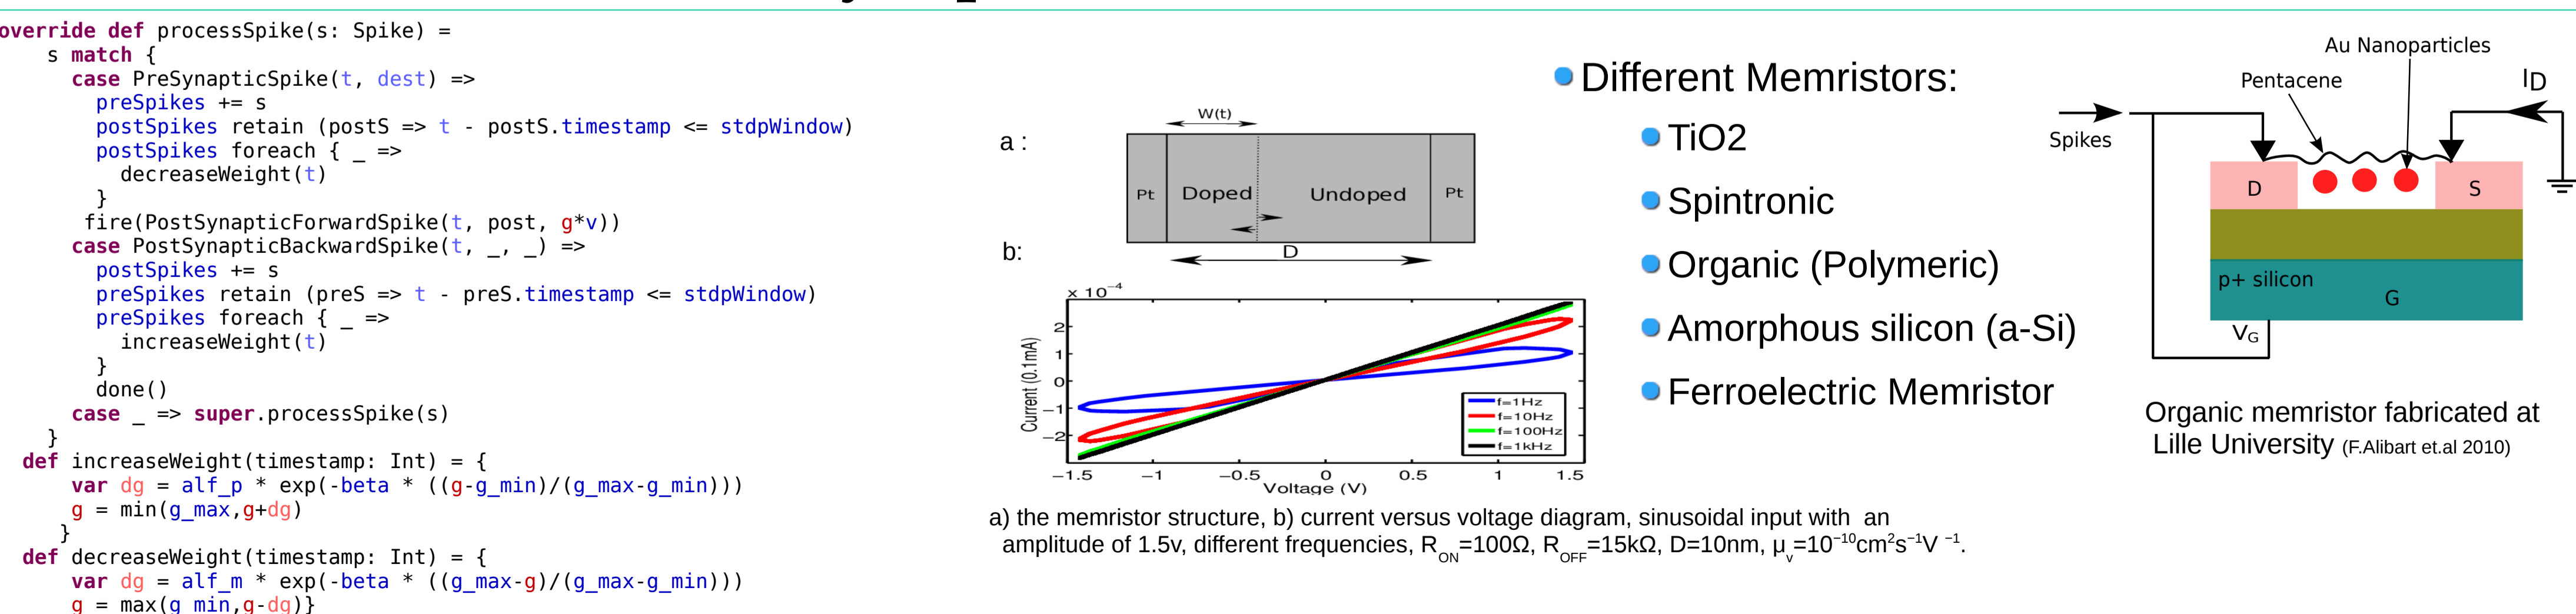 override def processSpike(s: Spike) =
s match {
case PreSynapticSpike(t, dest) =>
preSpikes += s
postSpikes retain (postS => t - postS.timestamp <= stdpWindow)
postSpikes foreach { _ =>
decreaseWeight(t)
}
fire(PostSynapticForwardSpike(t, post, g*v))
case PostSynapticBackwardSpike(t, _, _) =>
postSpikes += s
preSpikes retain (preS => t - preS.timestamp <= stdpWindow)
preSpikes foreach { _ =>
increaseWeight(t)
}
done()
case _ => super.processSpike(s)
}
def increaseWeight(timestamp: Int) = {
var dg = alf_p * exp(-beta * ((g-g_min)/(g_max-g_min)))
g = min(g_max,g+dg)
}
def decreaseWeight(timestamp: Int) = {
var dg = alf_m * exp(-beta * ((g_max-g)/(g_max-g_min)))
g = max(g_min,g-dg)}
a :
W(t)
Pt
Doped
Undoped
Pt
D
b:
x 10⁻⁴
Current (0.1mA)
2
1
0
−1
−2
f=1Hz
f=10Hz
f=100Hz
f=1kHz
−1.5
−1
−0.5
0
0.5
1
1.5
Voltage (V)
a) the memristor structure, b) current versus voltage diagram, sinusoidal input with an
amplitude of 1.5v, different frequencies, R_ON=100Ω, R_OFF=15kΩ, D=10nm, μ_v=10⁻¹⁰cm²s⁻¹V ⁻¹.
Different Memristors:
TiO2
Spintronic
Organic (Polymeric)
Amorphous silicon (a-Si)
Ferroelectric Memristor
Au Nanoparticles
Pentacene
I_D
Spikes
D
S
p+ silicon
G
V_G
Organic memristor fabricated at
Lille University (F.Alibart et.al 2010)